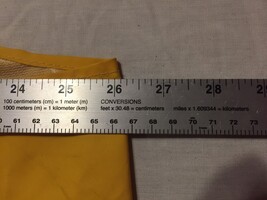 24 25 26 27 28
100 centimeters (cm) = 1 meter (m) CONVERSIONS
1000 meters (m) = 1 kilometer (km) feet x 30.48 = centimeters miles x 1.609344 = kilometers
61 62 63 64 65 66 67 68 69 70 71 72 73